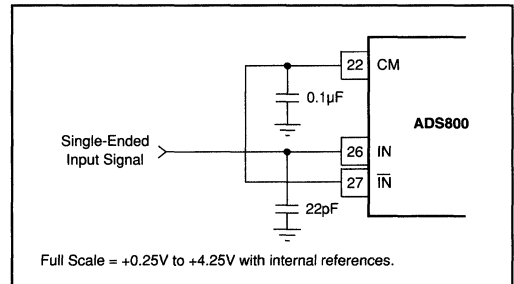 22 CM
0.1µF
ADS800
Single-Ended
Input Signal
26 IN
27 I̅N̅
22pF
Full Scale = +0.25V to +4.25V with internal references.